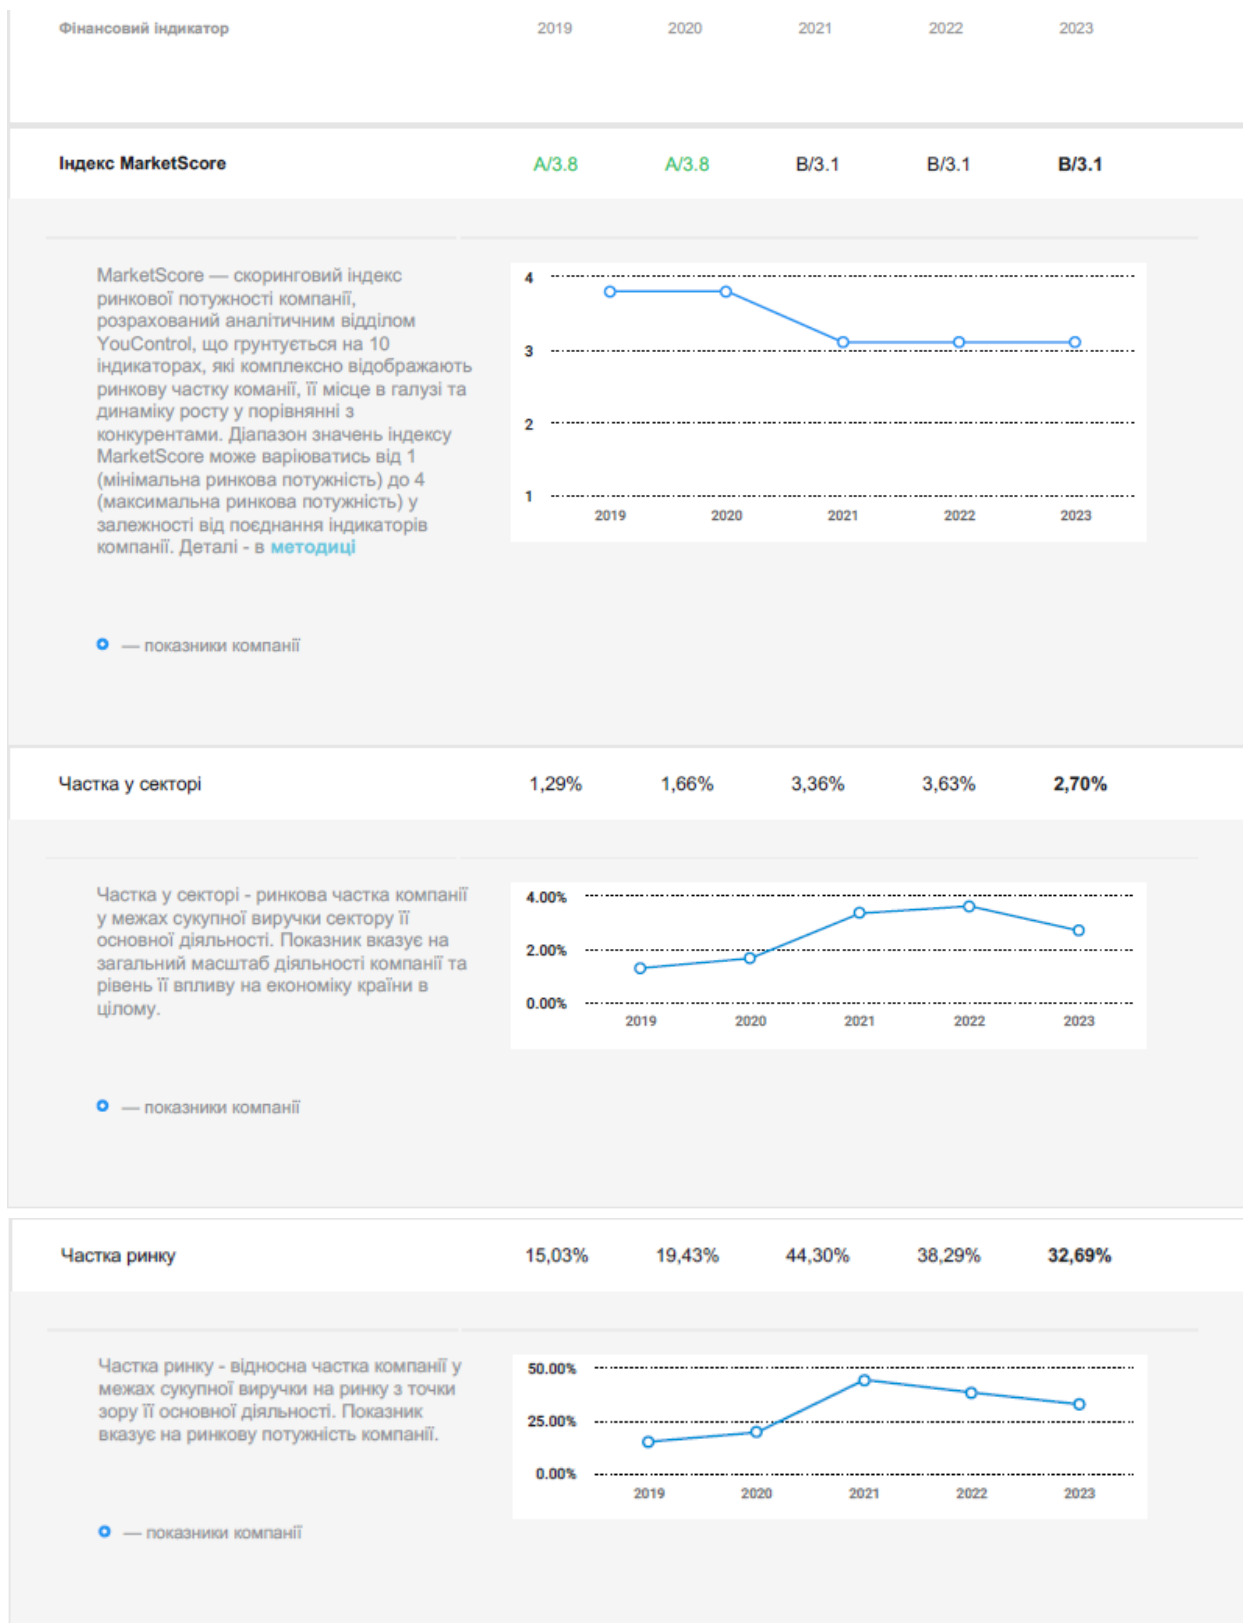 Фінансовий індикатор 2019 2020 2021 2022 2023
Індекс MarketScore A/3.8 A/3.8 B/3.1 B/3.1 B/3.1
MarketScore — скоринговий індекс
ринкової потужності компанії,
розрахований аналітичним відділом
YouControl, що грунтується на 10
індикаторах, які комплексно відображають
ринкову частку команії, її місце в галузі та
динаміку росту у порівнянні з
конкурентами. Діапазон значень індексу
MarketScore може варіюватись від 1
(мінімальна ринкова потужність) до 4
(максимальна ринкова потужність) у
залежності від поєднання індикаторів
компанії. Деталі - в методиці
4
3
2
1
2019 2020 2021 2022 2023
— показники компанії
Частка у секторі 1,29% 1,66% 3,36% 3,63% 2,70%
Частка у секторі - ринкова частка компанії
у межах сукупної виручки сектору її
основної діяльності. Показник вказує на
загальний масштаб діяльності компанії та
рівень її впливу на економіку країни в
цілому.
4.00%
2.00%
0.00%
2019 2020 2021 2022 2023
— показники компанії
Частка ринку 15,03% 19,43% 44,30% 38,29% 32,69%
Частка ринку - відносна частка компанії у
межах сукупної виручки на ринку з точки
зору її основної діяльності. Показник
вказує на ринкову потужність компанії.
50.00%
25.00%
0.00%
2019 2020 2021 2022 2023
— показники компанії